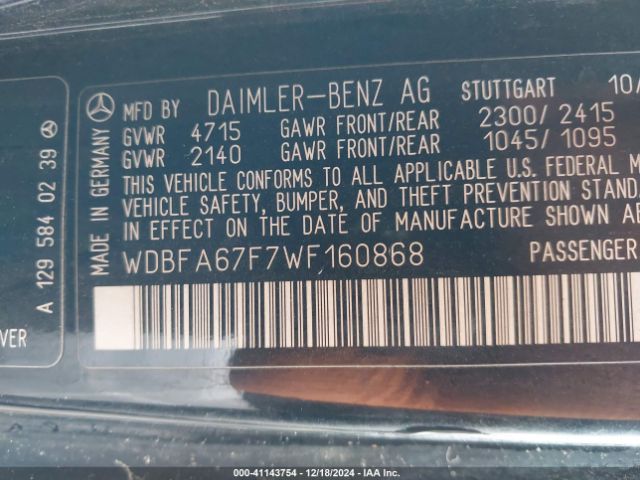 MFD BY DAIMLER-BENZ AG STUTTGART 10/
GVWR 4715 GAWR FRONT/REAR 2300/ 2415
GVWR 2140 GAWR FRONT/REAR 1045/ 1095
THIS VEHICLE CONFORMS TO ALL APPLICABLE U.S. FEDERAL M
VEHICLE SAFETY, BUMPER, AND THEFT PREVENTION STAND
IN EFFECT ON THE DATE OF MANUFACTURE SHOWN A
WDBFA67F7WF160868 PASSENGER
MADE IN GERMANY
A 129 584 02 39
VER
000-41143754 - 12/18/2024 - IAA Inc.